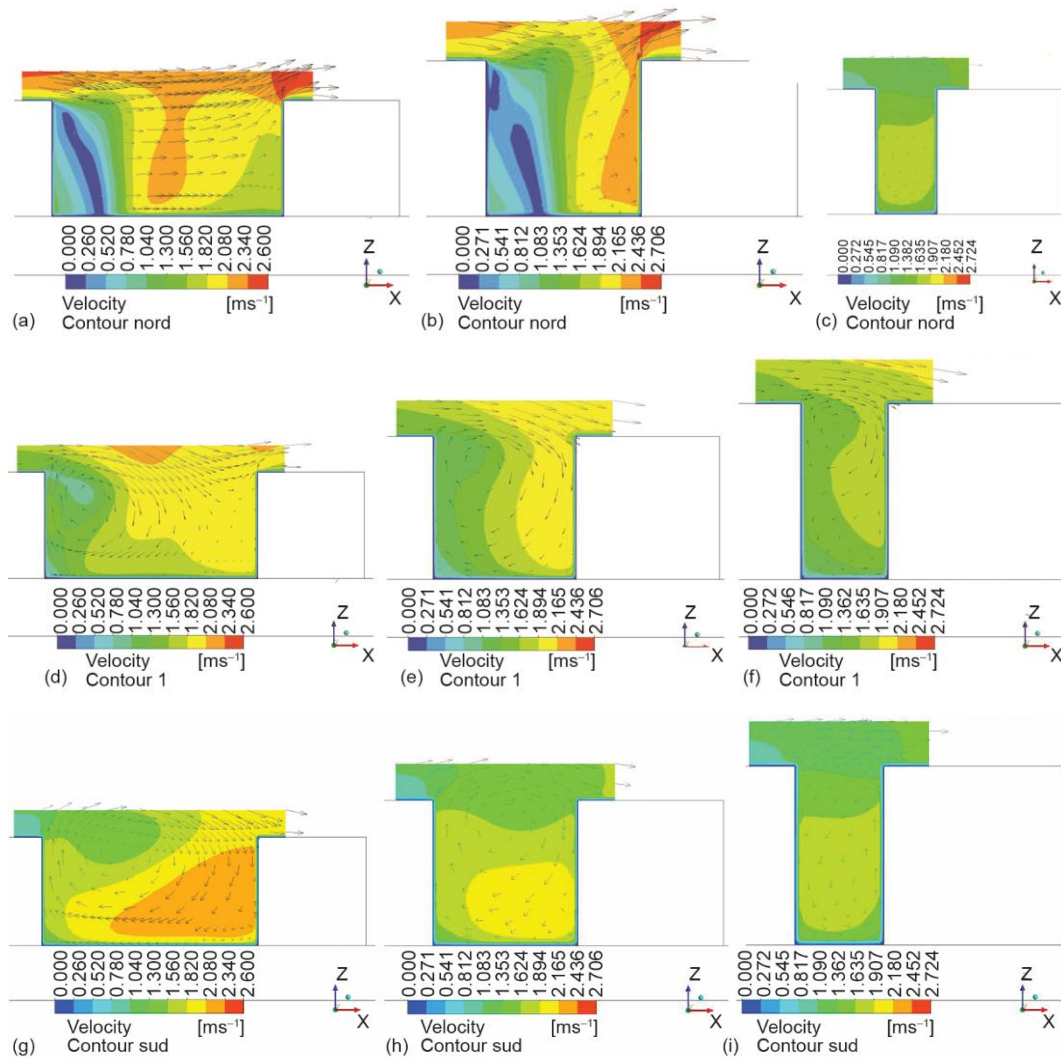 0.000 0.260 0.520 0.780 1.040 1.300 1.560 1.820 2.080 2.340 2.600
Z
X
Velocity [ms⁻¹]
(a) Contour nord
0.000 0.271 0.541 0.812 1.083 1.353 1.624 1.894 2.165 2.436 2.706
Z
X
Velocity [ms⁻¹]
(b) Contour nord
0.000 0.272 0.545 0.817 1.090 1.382 1.635 1.907 2.180 2.452 2.724
Z
X
Velocity [ms⁻¹]
(c) Contour nord
0.000 0.260 0.520 0.780 1.040 1.300 1.560 1.820 2.080 2.340 2.600
Z
X
Velocity [ms⁻¹]
(d) Contour 1
0.000 0.271 0.541 0.812 1.083 1.353 1.624 1.894 2.165 2.436 2.706
Z
X
Velocity [ms⁻¹]
(e) Contour 1
0.000 0.272 0.546 0.817 1.090 1.362 1.635 1.907 2.180 2.452 2.724
Z
X
Velocity [ms⁻¹]
(f) Contour 1
0.000 0.260 0.520 0.780 1.040 1.300 1.560 1.820 2.080 2.340 2.600
Z
X
Velocity [ms⁻¹]
(g) Contour sud
0.000 0.271 0.541 0.812 1.083 1.353 1.624 1.894 2.165 2.436 2.706
Z
X
Velocity [ms⁻¹]
(h) Contour sud
0.000 0.272 0.545 0.817 1.090 1.362 1.635 1.907 2.180 2.452 2.724
Z
X
Velocity [ms⁻¹]
(i) Contour sud